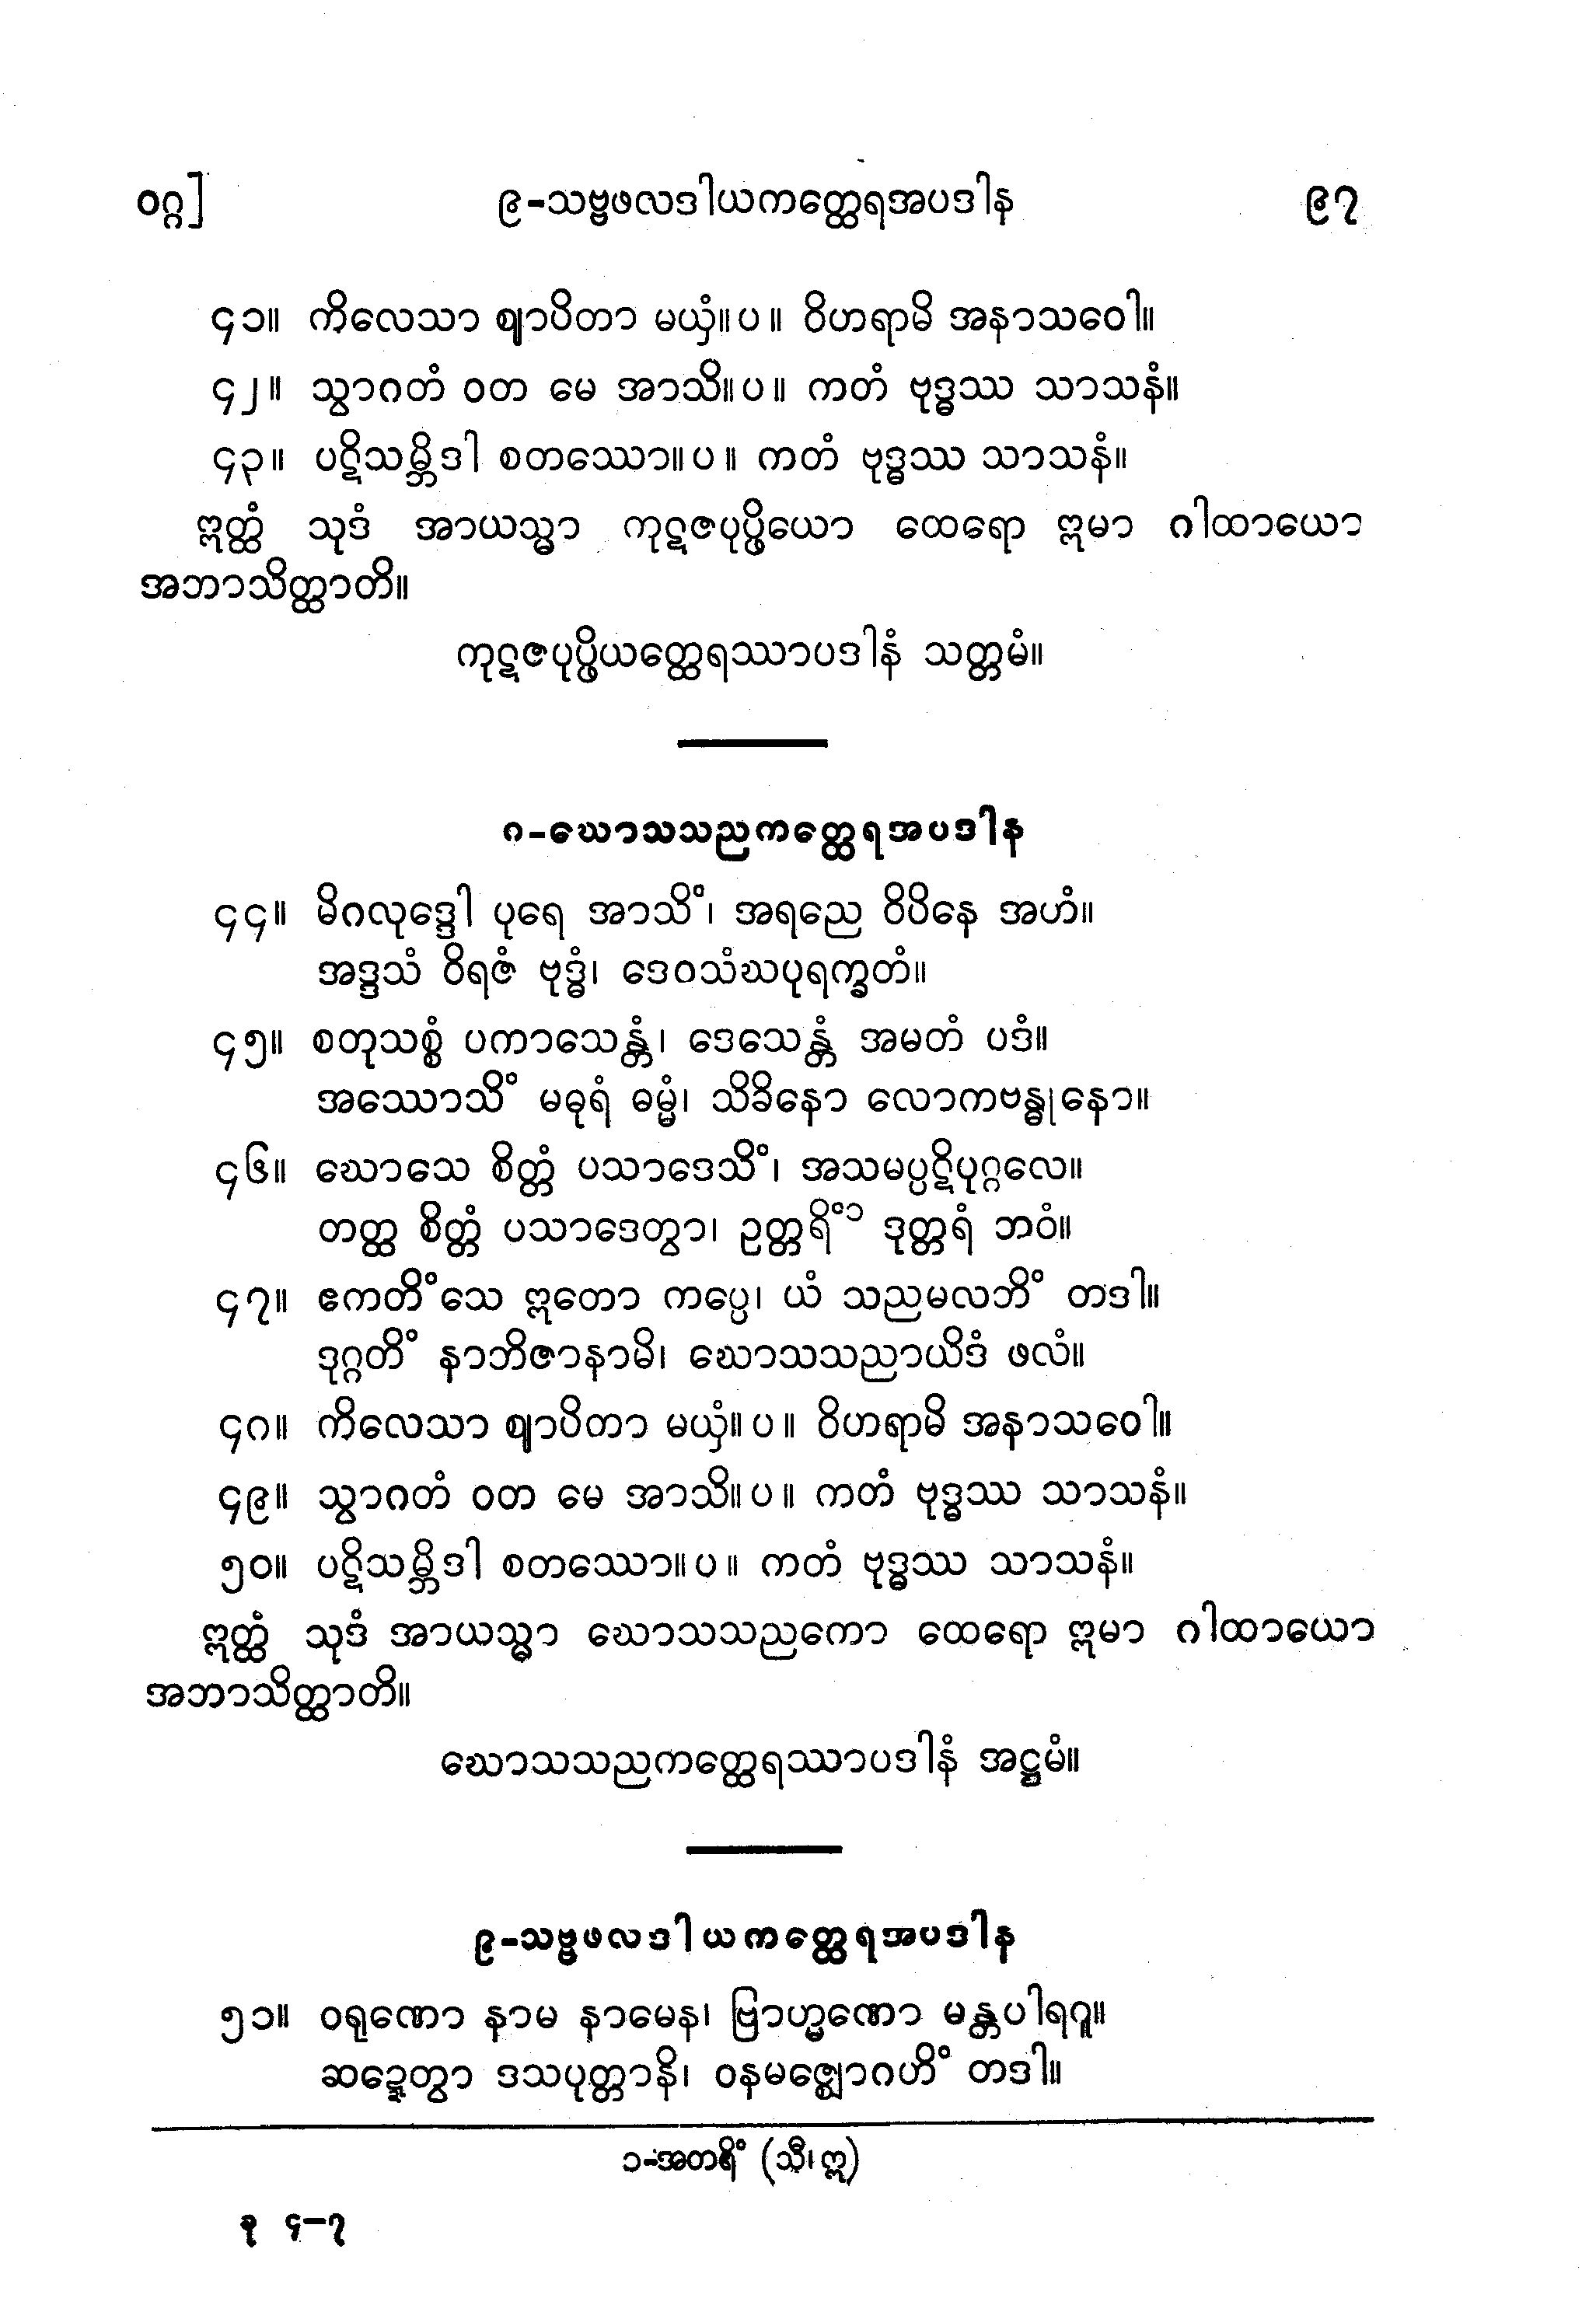 ဝဂ္ဂ]
၉-သဗ္ဗဖလဒါယကတ္ထေရအပဒါန
၉၇
၄၁။ ကိလေသာ ဈာပိတာ မယှံ။ပ။ ဝိဟရာမိ အနာသဝေါ။
၄၂။ သွာဂတံ ဝတ မေ အာသိ။ပ။ ကတံ ဗုဒ္ဓဿ သာသနံ။
၄၃။ ပဋိသမ္ဘိဒါ စတဿော။ပ။ ကတံ ဗုဒ္ဓဿ သာသနံ။
ဣတ္ထံ သုဒံ အာယသ္မာ ကုဋဇပုပ္ဖိယော ထေရော ဣမာ ဂါထာယော
အဘာသိတ္ထာတိ။
ကုဋဇပုပ္ဖိယတ္ထေရဿာပဒါနံ သတ္တမံ။
၈-ဃောသသညကတ္ထေရအပဒါန
၄၄။ မိဂလုဒ္ဒေါ ပုရေ အာသိံ၊ အရညေ ဝိပိနေ အဟံ။
အဒ္ဒသံ ဝိရဇံ ဗုဒ္ဓံ၊ ဒေဝသံဃပုရက္ခတံ။
၄၅။ စတုသစ္စံ ပကာသေန္တံ၊ ဒေသေန္တံ အမတံ ပဒံ။
အဿောသိံ မဓုရံ ဓမ္မံ၊ သိခိနော လောကဗန္ဓုနော။
၄၆။ ဃောသေ စိတ္တံ ပသာဒေသိံ၊ အသမပ္ပဋိပုဂ္ဂလေ။
တတ္ထ စိတ္တံ ပသာဒေတွာ၊ ဥတ္တရိံ၁ ဒုတ္တရံ ဘဝံ။
၄၇။ ဧကတိံသေ ဣတော ကပ္ပေ၊ ယံ သညမလဘိံ တဒါ။
ဒုဂ္ဂတိံ နာဘိဇာနာမိ၊ ဃောသသညာယိဒံ ဖလံ။
၄၈။ ကိလေသာ ဈာပိတာ မယှံ။ပ။ ဝိဟရာမိ အနာသဝေါ။
၄၉။ သွာဂတံ ဝတ မေ အာသိ။ပ။ ကတံ ဗုဒ္ဓဿ သာသနံ။
၅၀။ ပဋိသမ္ဘိဒါ စတဿော။ပ။ ကတံ ဗုဒ္ဓဿ သာသနံ။
ဣတ္ထံ သုဒံ အာယသ္မာ ဃောသသညကော ထေရော ဣမာ ဂါထာယော
အဘာသိတ္ထာတိ။
ဃောသသညကတ္ထေရဿာပဒါနံ အဋ္ဌမံ။
၉-သဗ္ဗဖလဒါယကတ္ထေရအပဒါန
၅၁။ ဝရုဏော နာမ နာမေန၊ ဗြာဟ္မဏော မန္တပါရဂူ။
ဆဍ္ဍေတွာ ဒသပုတ္တာနိ၊ ဝနမဇ္ဈောဂဟိံ တဒါ။
၁-အတရိံ (သီ၊ဣ)
ခု ၄-၇